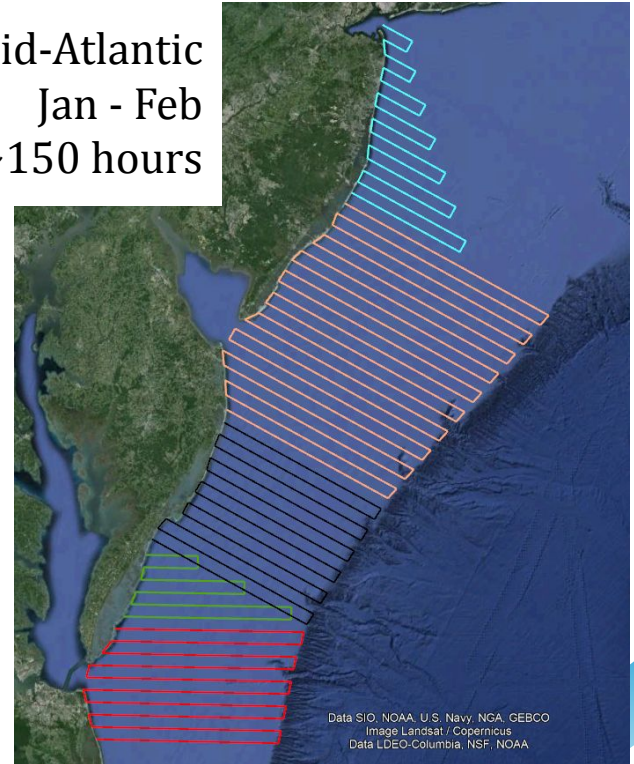 id-Atlantic
Jan - Feb
150 hours
Data SIO, NOAA, U.S. Navy, NGA, GEBCO
Image Landsat / Copernicus
Data LDEO-Columbia, NSF, NOAA